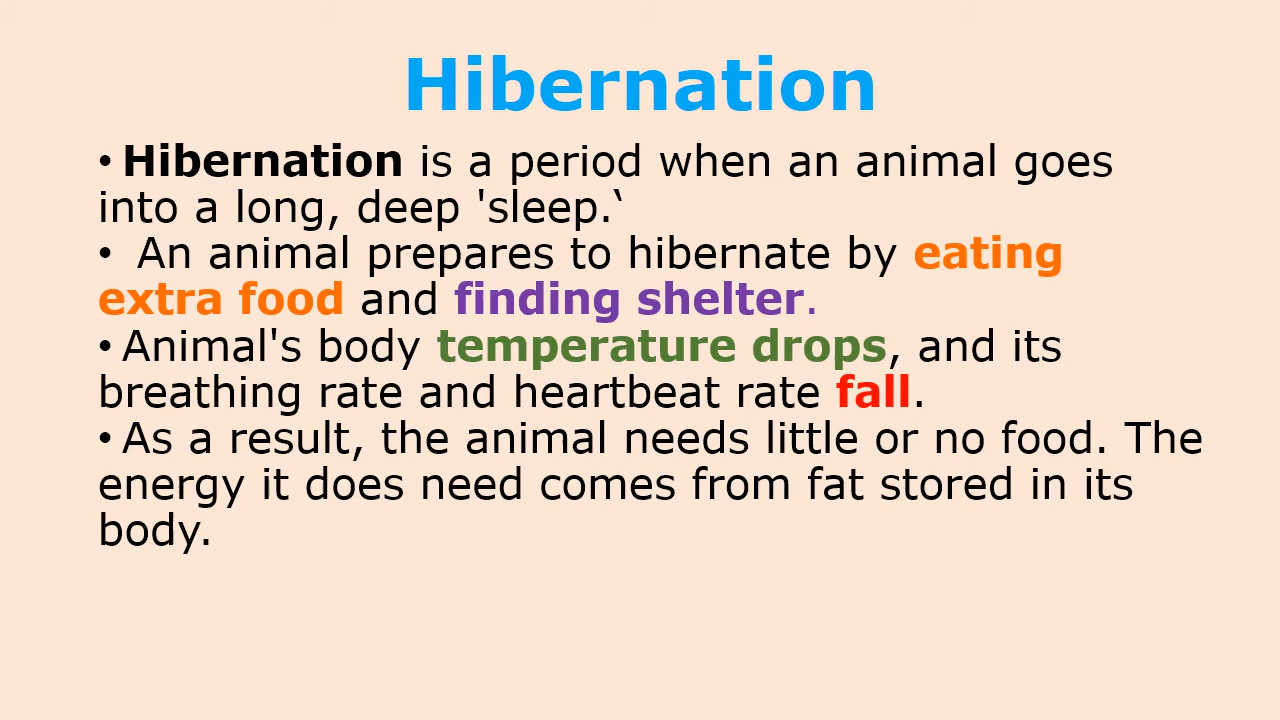 Hibernation
• Hibernation is a period when an animal goes
into a long, deep 'sleep.‘
• An animal prepares to hibernate by eating
extra food and finding shelter.
• Animal's body temperature drops, and its
breathing rate and heartbeat rate fall.
• As a result, the animal needs little or no food. The
energy it does need comes from fat stored in its
body.